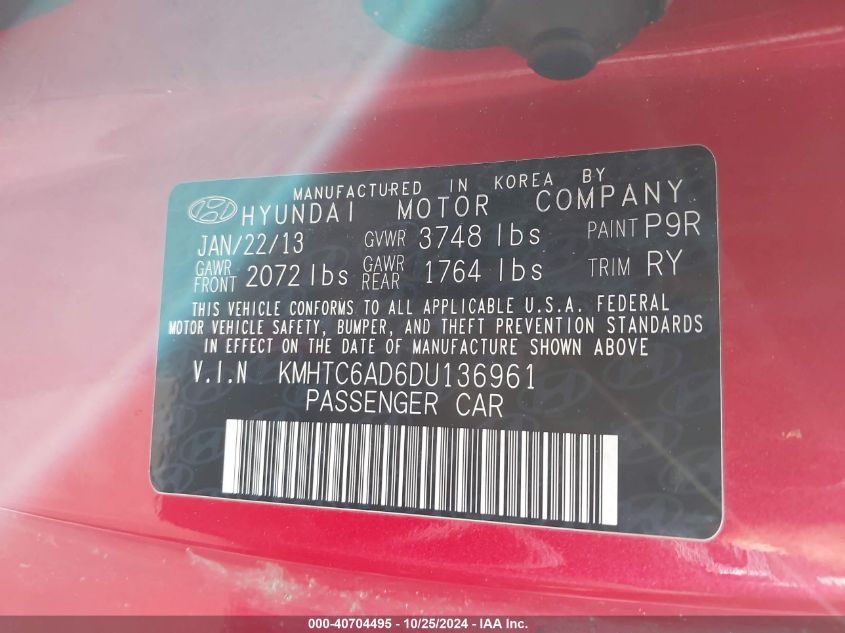 MANUFACTURED IN KOREA BY
HYUNDAI MOTOR COMPANY
JAN/22/13 GVWR 3748 lbs PAINT P9R
GAWR FRONT 2072 lbs GAWR REAR 1764 lbs TRIM RY
THIS VEHICLE CONFORMS TO ALL APPLICABLE U.S.A. FEDERAL
MOTOR VEHICLE SAFETY, BUMPER, AND THEFT PREVENTION STANDARDS
IN EFFECT ON THE DATE OF MANUFACTURE SHOWN ABOVE
V.I.N KMHTC6AD6DU136961
PASSENGER CAR
000-40704495 - 10/25/2024 - IAA Inc.